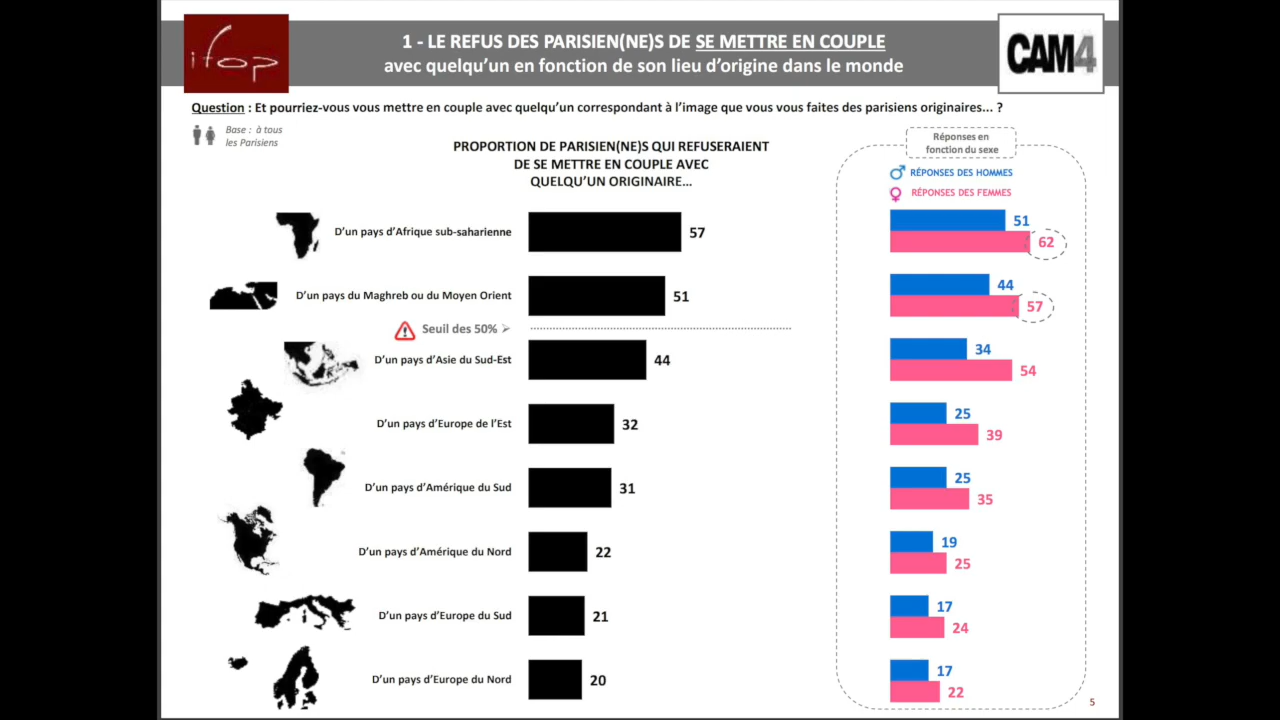 ifop
1 - LE REFUS DES PARISIEN(NE)S DE SE METTRE EN COUPLE
avec quelqu'un en fonction de son lieu d'origine dans le monde
CAM4
Question : Et pourriez-vous vous mettre en couple avec quelqu'un correspondant à l'image que vous vous faites des parisiens originaires... ?
Base : à tous
les Parisiens
PROPORTION DE PARISIEN(NE)S QUI REFUSERAIENT
DE SE METTRE EN COUPLE AVEC
QUELQU'UN ORIGINAIRE...
Réponses en
fonction du sexe
RÉPONSES DES HOMMES
RÉPONSES DES FEMMES
D'un pays d'Afrique sub-saharienne 57 51
62
D'un pays du Maghreb ou du Moyen Orient 51 44
57
Seuil des 50% ➢
D'un pays d'Asie du Sud-Est 44 34
54
D'un pays d'Europe de l'Est 32 25
39
D'un pays d'Amérique du Sud 31 25
35
D'un pays d'Amérique du Nord 22 19
25
D'un pays d'Europe du Sud 21 17
24
D'un pays d'Europe du Nord 20 17
22
5